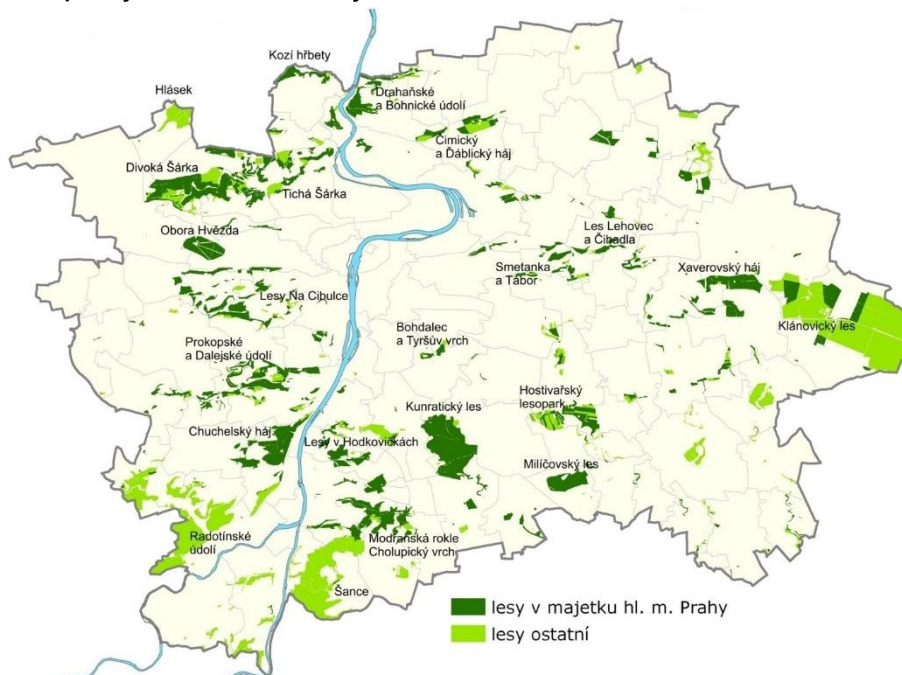 Kozí hřbety
Hlásek
Drahaňské
a Bohnické údolí
Čimický
a Ďáblický háj
Divoká Šárka
Tichá Šárka
Obora Hvězda
Les Lehovec
a Čihadla
Smetanka
a Tábor
Xaverovský háj
Lesy Na Cibulce
Klánovický les
Bohdalec
a Tyršův vrch
Prokopské
a Dalejské údolí
Hostivařský
lesopark
Kunratický les
Chuchelský háj
Lesy v Hodkovičkách
Milíčovský les
Radotínské
údolí
Modřanská rokle
Cholupický vrch
Šance
lesy v majetku hl. m. Prahy
lesy ostatní